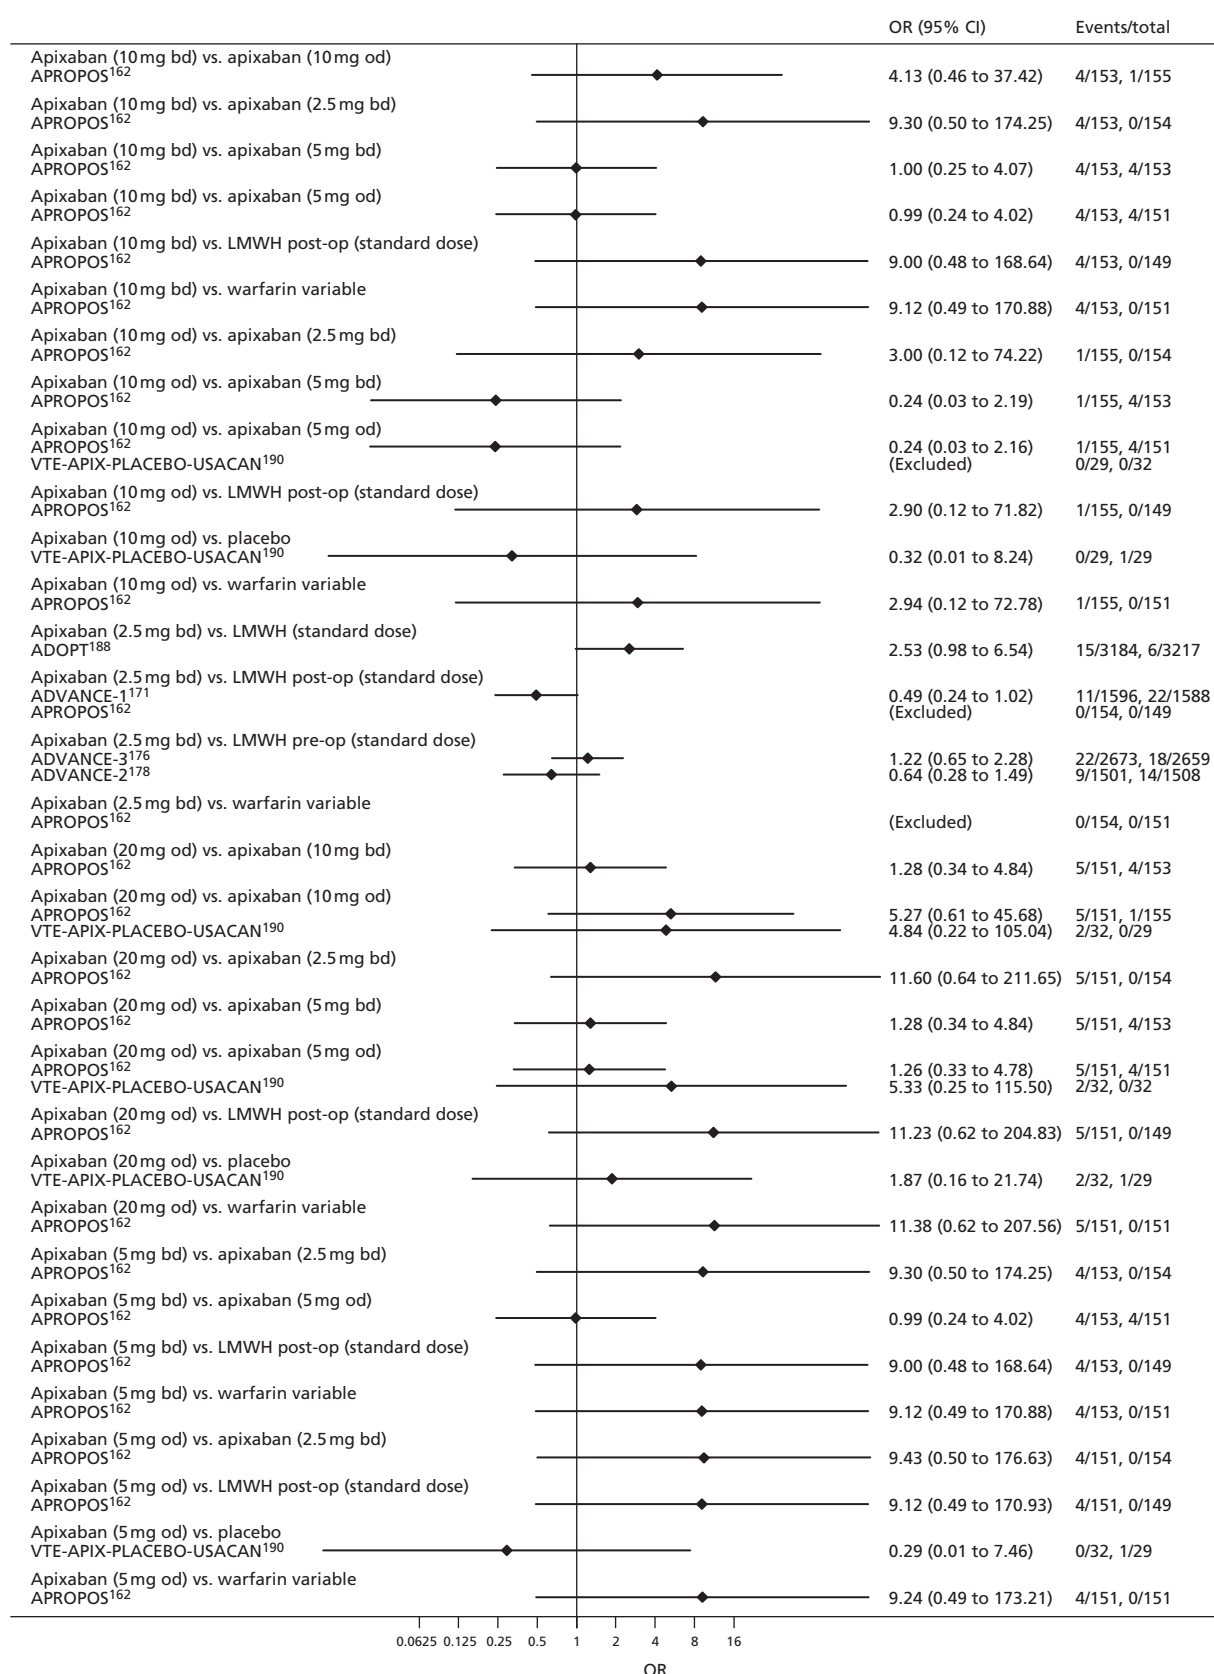 OR (95% CI) Events/total
Apixaban (10 mg bd) vs. apixaban (10 mg od)
APROPOS162 4.13 (0.46 to 37.42) 4/153, 1/155
Apixaban (10 mg bd) vs. apixaban (2.5 mg bd)
APROPOS162 9.30 (0.50 to 174.25) 4/153, 0/154
Apixaban (10 mg bd) vs. apixaban (5 mg bd)
APROPOS162 1.00 (0.25 to 4.07) 4/153, 4/153
Apixaban (10 mg bd) vs. apixaban (5 mg od)
APROPOS162 0.99 (0.24 to 4.02) 4/153, 4/151
Apixaban (10 mg bd) vs. LMWH post-op (standard dose)
APROPOS162 9.00 (0.48 to 168.64) 4/153, 0/149
Apixaban (10 mg bd) vs. warfarin variable
APROPOS162 9.12 (0.49 to 170.88) 4/153, 0/151
Apixaban (10 mg od) vs. apixaban (2.5 mg bd)
APROPOS162 3.00 (0.12 to 74.22) 1/155, 0/154
Apixaban (10 mg od) vs. apixaban (5 mg bd)
APROPOS162 0.24 (0.03 to 2.19) 1/155, 4/153
Apixaban (10 mg od) vs. apixaban (5 mg od)
APROPOS162 0.24 (0.03 to 2.16) 1/155, 4/151
VTE-APIX-PLACEBO-USACAN190 (Excluded) 0/29, 0/32
Apixaban (10 mg od) vs. LMWH post-op (standard dose)
APROPOS162 2.90 (0.12 to 71.82) 1/155, 0/149
Apixaban (10 mg od) vs. placebo
VTE-APIX-PLACEBO-USACAN190 0.32 (0.01 to 8.24) 0/29, 1/29
Apixaban (10 mg od) vs. warfarin variable
APROPOS162 2.94 (0.12 to 72.78) 1/155, 0/151
Apixaban (2.5 mg bd) vs. LMWH (standard dose)
ADOPT188 2.53 (0.98 to 6.54) 15/3184, 6/3217
Apixaban (2.5 mg bd) vs. LMWH post-op (standard dose)
ADVANCE-1171 0.49 (0.24 to 1.02) 11/1596, 22/1588
APROPOS162 (Excluded) 0/154, 0/149
Apixaban (2.5 mg bd) vs. LMWH pre-op (standard dose)
ADVANCE-3176 1.22 (0.65 to 2.28) 22/2673, 18/2659
ADVANCE-2178 0.64 (0.28 to 1.49) 9/1501, 14/1508
Apixaban (2.5 mg bd) vs. warfarin variable
APROPOS162 (Excluded) 0/154, 0/151
Apixaban (20 mg od) vs. apixaban (10 mg bd)
APROPOS162 1.28 (0.34 to 4.84) 5/151, 4/153
Apixaban (20 mg od) vs. apixaban (10 mg od)
APROPOS162 5.27 (0.61 to 45.68) 5/151, 1/155
VTE-APIX-PLACEBO-USACAN190 4.84 (0.22 to 105.04) 2/32, 0/29
Apixaban (20 mg od) vs. apixaban (2.5 mg bd)
APROPOS162 11.60 (0.64 to 211.65) 5/151, 0/154
Apixaban (20 mg od) vs. apixaban (5 mg bd)
APROPOS162 1.28 (0.34 to 4.84) 5/151, 4/153
Apixaban (20 mg od) vs. apixaban (5 mg od)
APROPOS162 1.26 (0.33 to 4.78) 5/151, 4/151
VTE-APIX-PLACEBO-USACAN190 5.33 (0.25 to 115.50) 2/32, 0/32
Apixaban (20 mg od) vs. LMWH post-op (standard dose)
APROPOS162 11.23 (0.62 to 204.83) 5/151, 0/149
Apixaban (20 mg od) vs. placebo
VTE-APIX-PLACEBO-USACAN190 1.87 (0.16 to 21.74) 2/32, 1/29
Apixaban (20 mg od) vs. warfarin variable
APROPOS162 11.38 (0.62 to 207.56) 5/151, 0/151
Apixaban (5 mg bd) vs. apixaban (2.5 mg bd)
APROPOS162 9.30 (0.50 to 174.25) 4/153, 0/154
Apixaban (5 mg bd) vs. apixaban (5 mg od)
APROPOS162 0.99 (0.24 to 4.02) 4/153, 4/151
Apixaban (5 mg bd) vs. LMWH post-op (standard dose)
APROPOS162 9.00 (0.48 to 168.64) 4/153, 0/149
Apixaban (5 mg bd) vs. warfarin variable
APROPOS162 9.12 (0.49 to 170.88) 4/153, 0/151
Apixaban (5 mg od) vs. apixaban (2.5 mg bd)
APROPOS162 9.43 (0.50 to 176.63) 4/151, 0/154
Apixaban (5 mg od) vs. LMWH post-op (standard dose)
APROPOS162 9.12 (0.49 to 170.93) 4/151, 0/149
Apixaban (5 mg od) vs. placebo
VTE-APIX-PLACEBO-USACAN190 0.29 (0.01 to 7.46) 0/32, 1/29
Apixaban (5 mg od) vs. warfarin variable
APROPOS162 9.24 (0.49 to 173.21) 4/151, 0/151
0.0625 0.125 0.25 0.5 1 2 4 8 16
OR